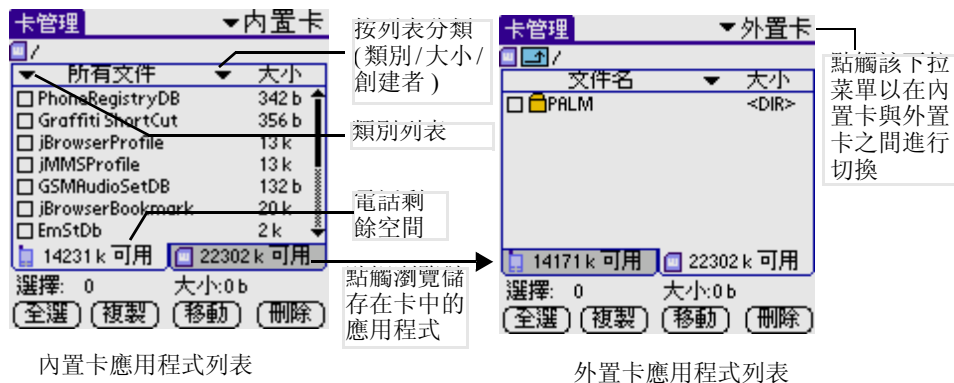 卡管理 ▼內置卡
/
▼ 所有文件 ▼ 大小
PhoneRegistryDB 342 b
Graffiti ShortCut 356 b
jBrowserProfile 13 k
jMMSProfile 13 k
GSMAudioSetDB 132 b
jBrowserBookmark 20 k
EmStDb 2 k
14231 k 可用 22302 k 可用
選擇: 0 大小:0 b
全選 複製 移動 刪除
內置卡應用程式列表
按列表分類
(類別/大小/
創建者 )
類別列表
電話剩
餘空間
點觸瀏覽儲
存在卡中的
應用程式
卡管理 ▼外置卡
/
文件名 ▼ 大小
PALM <DIR>
14171 k 可用 22302 k 可用
選擇: 0 大小:0 b
全選 複製 移動 刪除
外置卡應用程式列表
點觸該下拉
菜單以在內
置卡與外置
卡之間進行
切換